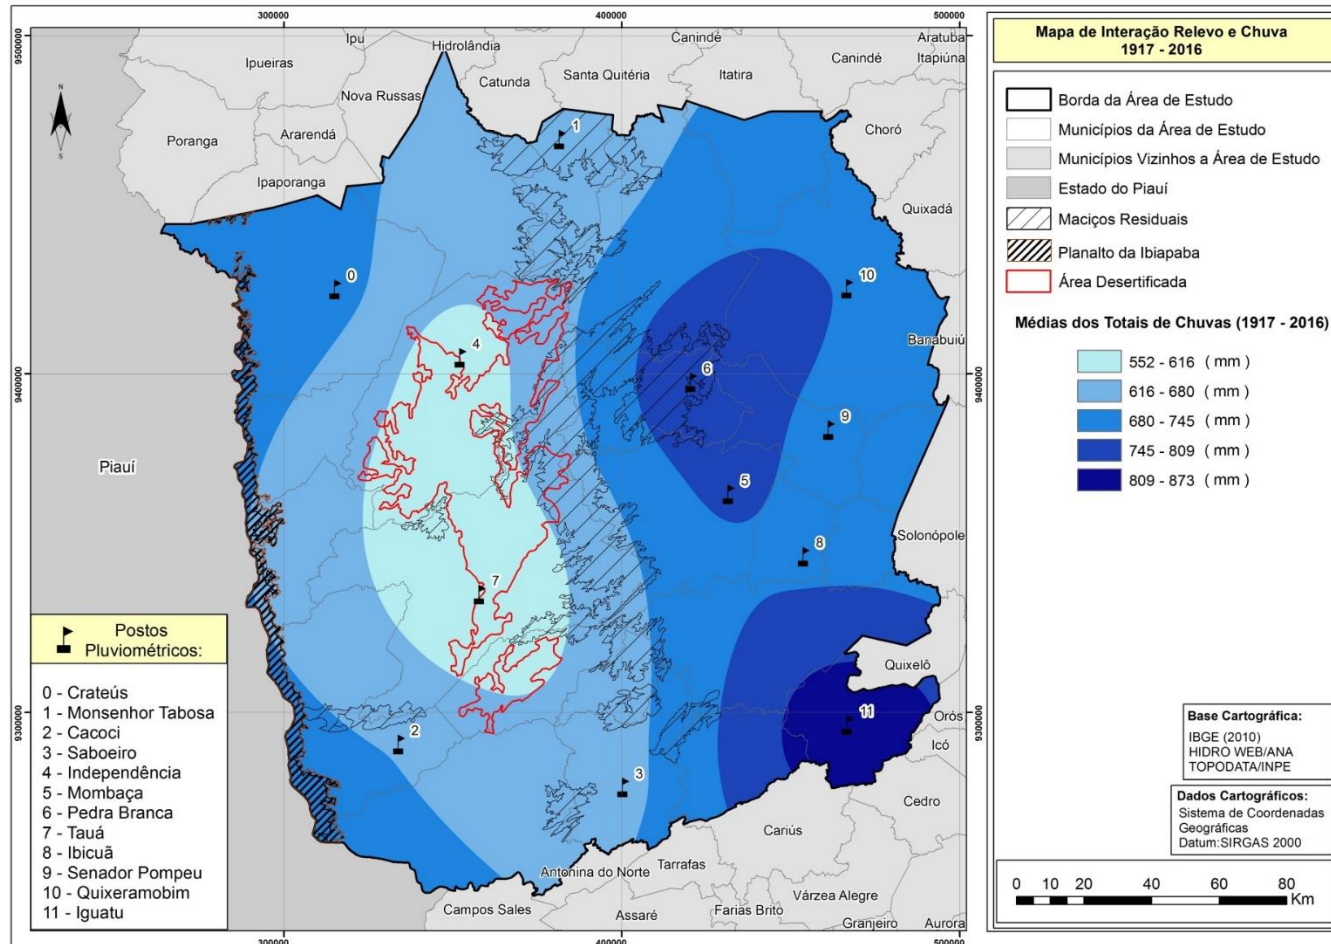 300000
400000
500000
9500000
9500000
Ipu
Hidrolândia
Canindé
Aratuba
Ipueiras
Catunda
Santa Quitéria
Itatira
Canindé
Itapiúna
Nova Russas
N
S
Poranga
Ararendá
Choró
Ipaporanga
Quixadá
Banabuiú
Piauí
Solonópole
Quixelô
Orós
Icó
Cedro
Cariús
Antonina do Norte
Tarrafas
Várzea Alegre
Campos Sales
Assaré
Farias Brito
Granjeiro
Aurora
0
1
2
3
4
5
6
7
8
9
10
11
9400000
9400000
9300000
9300000
300000
400000
500000
Postos
Pluviométricos:
0 - Crateús
1 - Monsenhor Tabosa
2 - Cacoci
3 - Saboeiro
4 - Independência
5 - Mombaça
6 - Pedra Branca
7 - Tauá
8 - Ibicuã
9 - Senador Pompeu
10 - Quixeramobim
11 - Iguatu
Mapa de Interação Relevo e Chuva
1917 - 2016
Borda da Área de Estudo
Municípios da Área de Estudo
Municípios Vizinhos a Área de Estudo
Estado do Piauí
Maciços Residuais
Planalto da Ibiapaba
Área Desertificada
Médias dos Totais de Chuvas (1917 - 2016)
552 - 616 ( mm )
616 - 680 ( mm )
680 - 745 ( mm )
745 - 809 ( mm )
809 - 873 ( mm )
Base Cartográfica:
IBGE (2010)
HIDRO WEB/ANA
TOPODATA/INPE
Dados Cartográficos:
Sistema de Coordenadas
Geográficas
Datum:SIRGAS 2000
0 10 20 40 60 80
Km